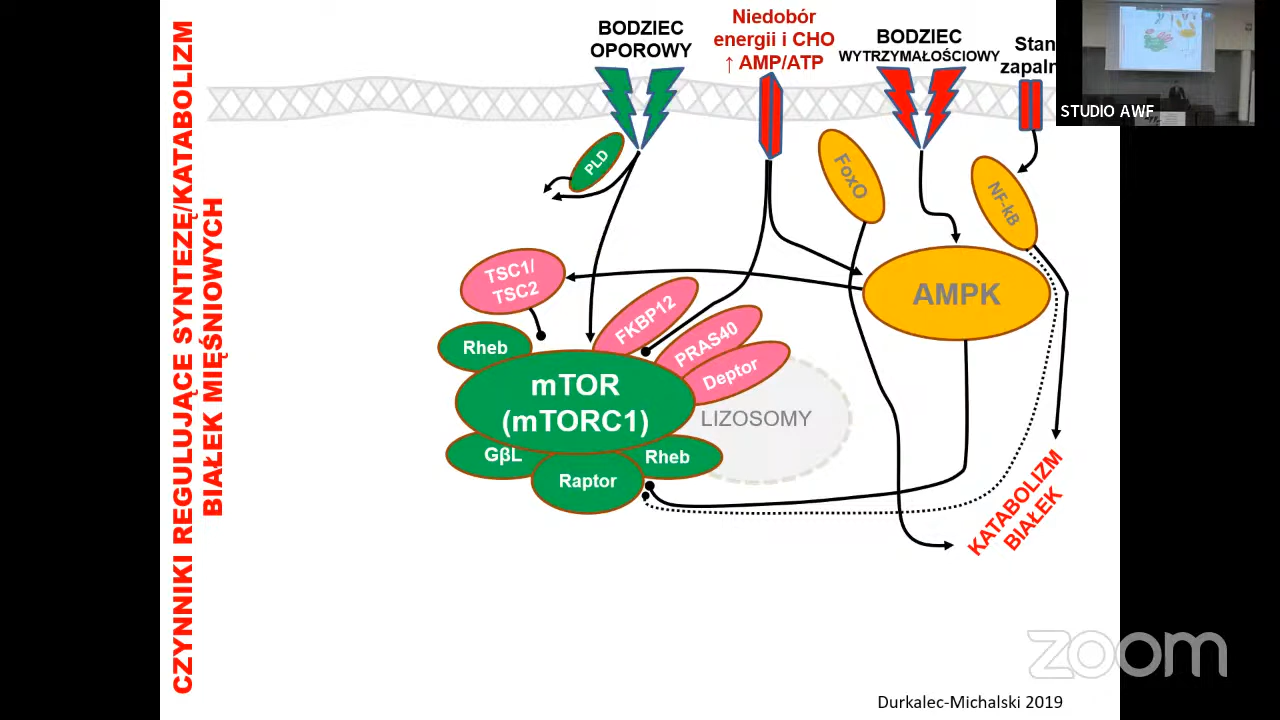 CZYNNIKI REGULUJĄCE SYNTEZĘ/KATABOLIZM
BIAŁEK MIĘŚNIOWYCH
BODZIEC
OPOROWY
Niedobór
energii i CHO
↑ AMP/ATP
BODZIEC
WYTRZYMAŁOŚCIOWY
Stan
zapaln
STUDIO AWF
PLD
FoxO
NF-kB
TSC1/
TSC2
FKBP12
PRAS40
Deptor
AMPK
Rheb
mTOR
(mTORC1)
LIZOSOMY
GβL
Raptor
Rheb
KATABOLIZM
BIAŁEK
zoom
Durkalec-Michalski 2019